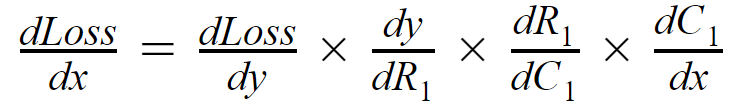 dLoss/dx = dLoss/dy × dy/dR₁ × dR₁/dC₁ × dC₁/dx